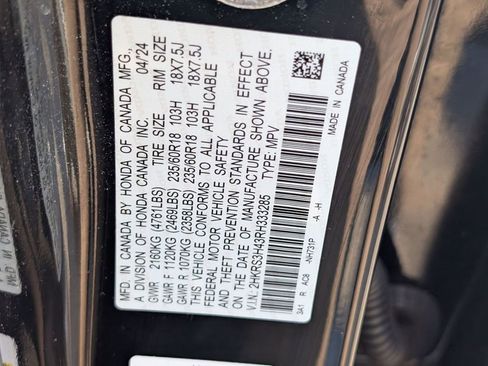 MFD. IN CANADA BY HONDA OF CANADA MFG.,
A DIVISION OF HONDA CANADA INC. 04/24
GVWR 2160KG (4761LBS) TIRE SIZE RIM SIZE
GAWR F 1120KG (2469LBS) 235/60R18 103H 18X7.5J
GAWR R 1070KG (2358LBS) 235/60R18 103H 18X7.5J
THIS VEHICLE CONFORMS TO ALL APPLICABLE
FEDERAL MOTOR VEHICLE SAFETY
AND THEFT PREVENTION STANDARDS IN EFFECT
ON THE DATE OF MANUFACTURE SHOWN ABOVE.
V.I.N.: 2HKRS3H43RH333285 TYPE: MPV
3A1 R AC8 -NH731P -A -H MADE IN CANADA